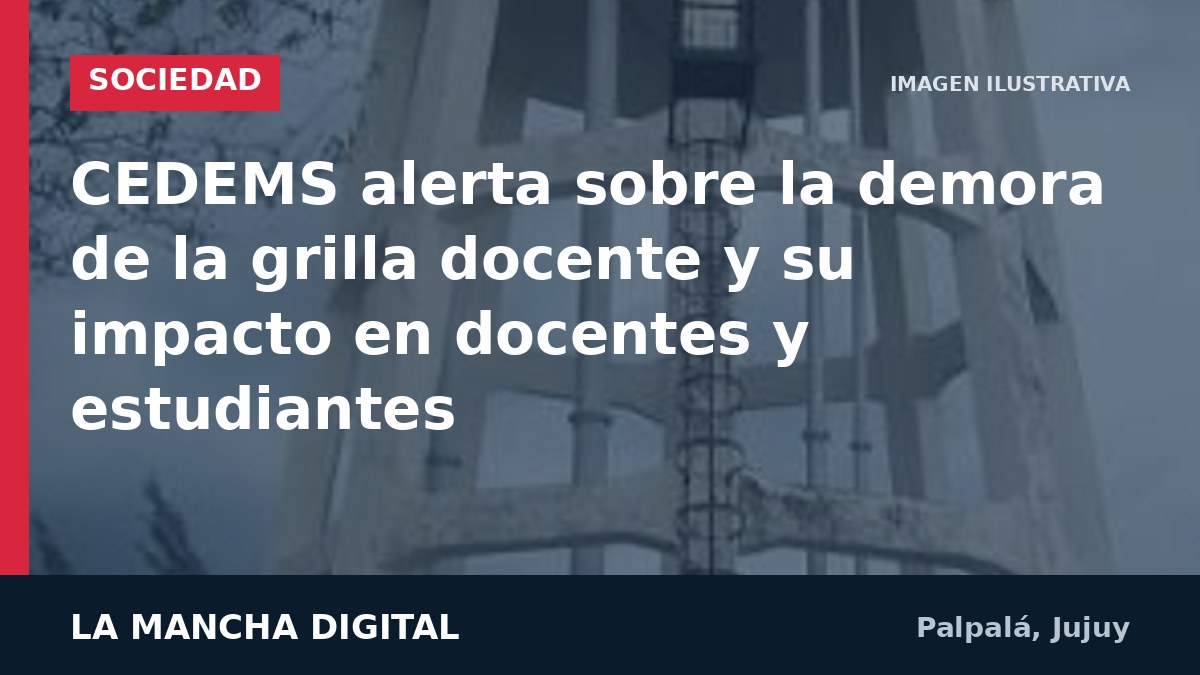 SOCIEDAD
IMAGEN ILUSTRATIVA
CEDEMS alerta sobre la demora
de la grilla docente y su
impacto en docentes y
estudiantes
LA MANCHA DIGITAL
Palpalá, Jujuy